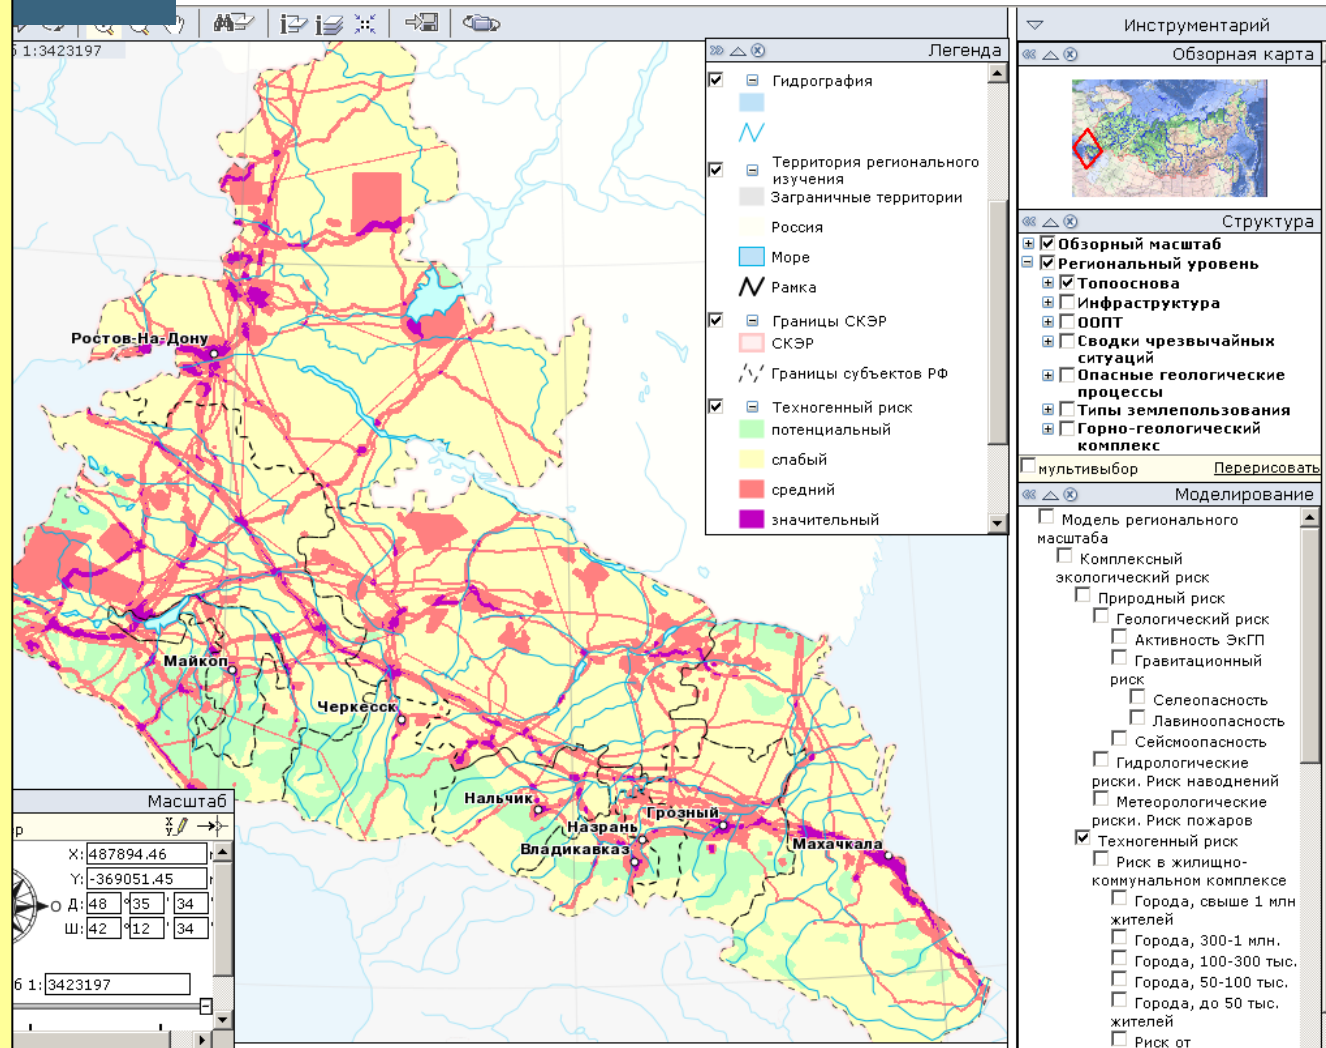 Инструментарий
б 1:3423197
Легенда
Гидрография
Территория регионального
изучения
Заграничные территории
Россия
Море
Рамка
Границы СКЭР
СКЭР
Границы субъектов РФ
Техногенный риск
потенциальный
слабый
средний
значительный
Обзорная карта
Структура
Обзорный масштаб
Региональный уровень
Топооснова
Инфраструктура
ООПТ
Сводки чрезвычайных
ситуаций
Опасные геологические
процессы
Типы землепользования
Горно-геологический
комплекс
мультивыбор Перерисовать
Моделирование
Модель регионального
масштаба
Комплексный
экологический риск
Природный риск
Геологический риск
Активность ЭкГП
Гравитационный
риск
Селеопасность
Лавиноопасность
Сейсмоопасность
Гидрологические
риски. Риск наводнений
Метеорологические
риски. Риск пожаров
Техногенный риск
Риск в жилищно-
коммунальном комплексе
Города, свыше 1 млн
жителей
Города, 300-1 млн.
Города, 100-300 тыс.
Города, 50-100 тыс.
Города, до 50 тыс.
жителей
Риск от
Ростов-На-Дону
Майкоп
Черкесск
Нальчик
Назрань
Грозный
Владикавказ
Махачкала
Масштаб
р
X: 487894.46
Y: -369051.45
О Д: 48 ° 35 ' 34
Ш: 42 ° 12 ' 34
б 1: 3423197